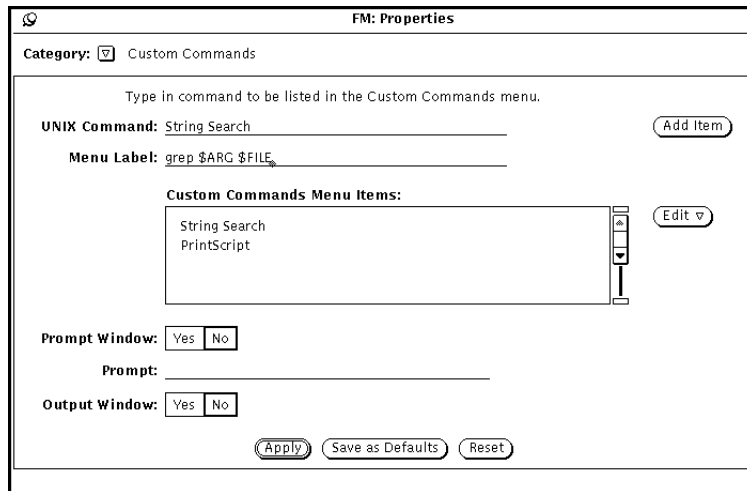 FM: Properties
Category: Custom Commands
Type in command to be listed in the Custom Commands menu.
UNIX Command: String Search
Add Item
Menu Label: grep $ARG $FILE
Custom Commands Menu Items:
Edit
String Search
PrintScript
Prompt Window: Yes No
Prompt:
Output Window: Yes No
Apply Save as Defaults Reset